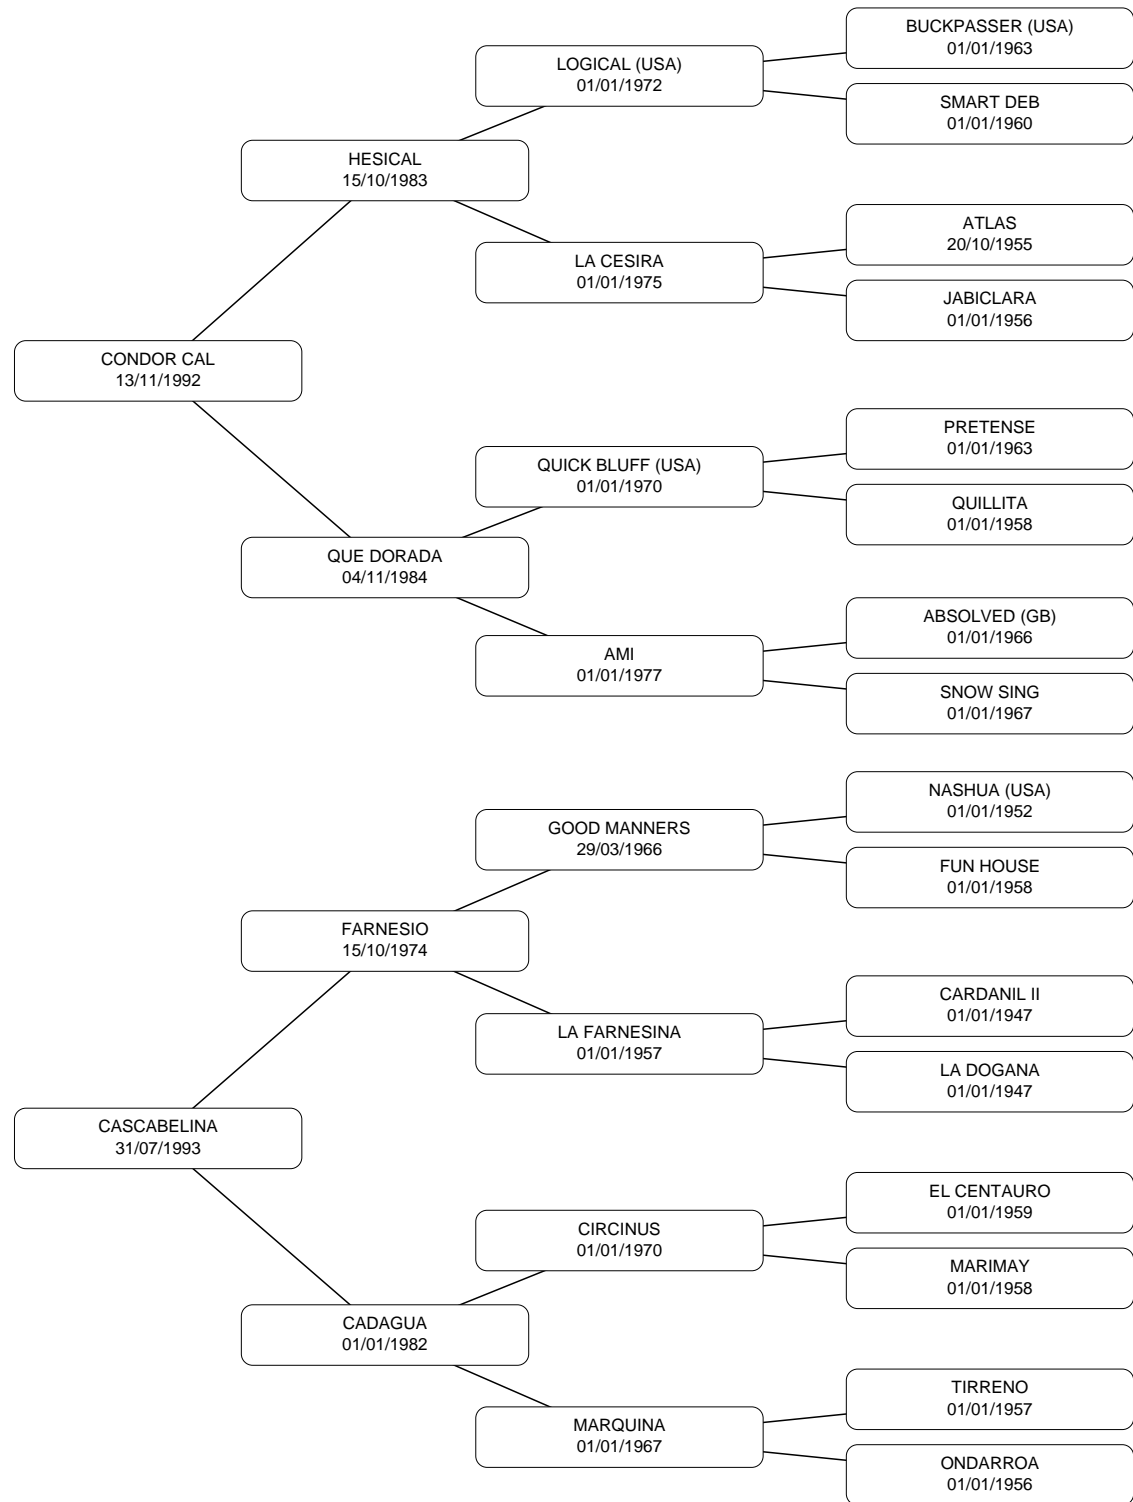 BUCKPASSER (USA)
01/01/1963
LOGICAL (USA)
01/01/1972
SMART DEB
01/01/1960
HESICAL
15/10/1983
ATLAS
20/10/1955
LA CESIRA
01/01/1975
JABICLARA
01/01/1956
CONDOR CAL
13/11/1992
PRETENSE
01/01/1963
QUICK BLUFF (USA)
01/01/1970
QUILLITA
01/01/1958
QUE DORADA
04/11/1984
ABSOLVED (GB)
01/01/1966
AMI
01/01/1977
SNOW SING
01/01/1967
NASHUA (USA)
01/01/1952
GOOD MANNERS
29/03/1966
FUN HOUSE
01/01/1958
FARNESIO
15/10/1974
CARDANIL II
01/01/1947
LA FARNESINA
01/01/1957
LA DOGANA
01/01/1947
CASCABELINA
31/07/1993
EL CENTAURO
01/01/1959
CIRCINUS
01/01/1970
MARIMAY
01/01/1958
CADAGUA
01/01/1982
TIRRENO
01/01/1957
MARQUINA
01/01/1967
ONDARROA
01/01/1956